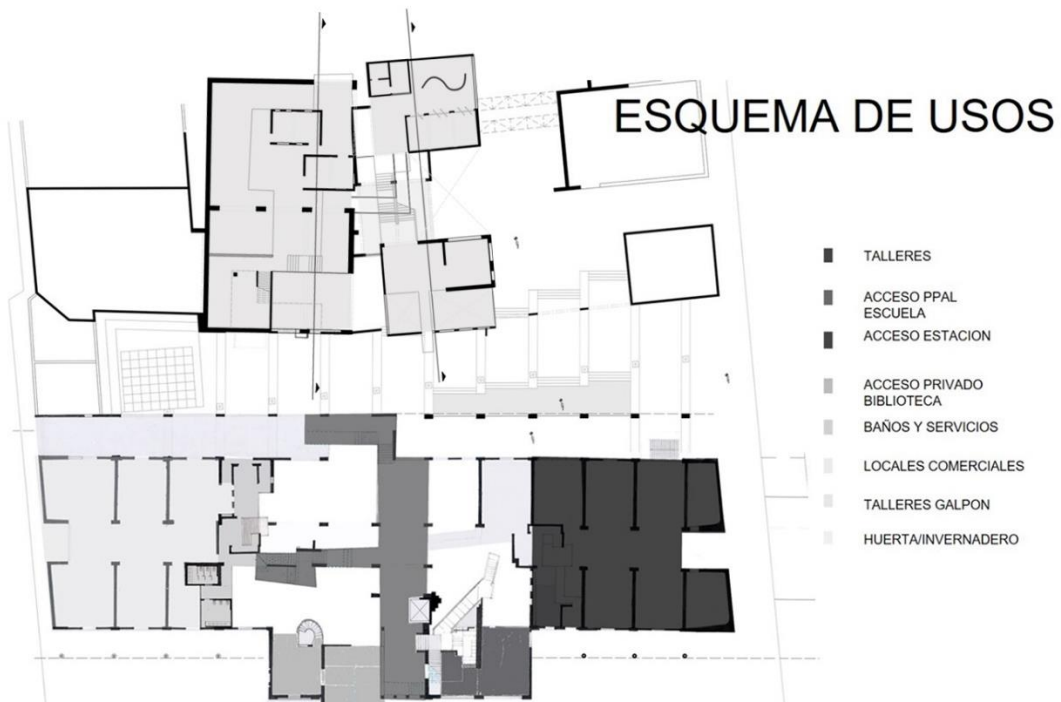 ESQUEMA DE USOS
TALLERES
ACCESO PPAL
ESCUELA
ACCESO ESTACION
ACCESO PRIVADO
BIBLIOTECA
BAÑOS Y SERVICIOS
LOCALES COMERCIALES
TALLERES GALPON
HUERTA/INVERNADERO